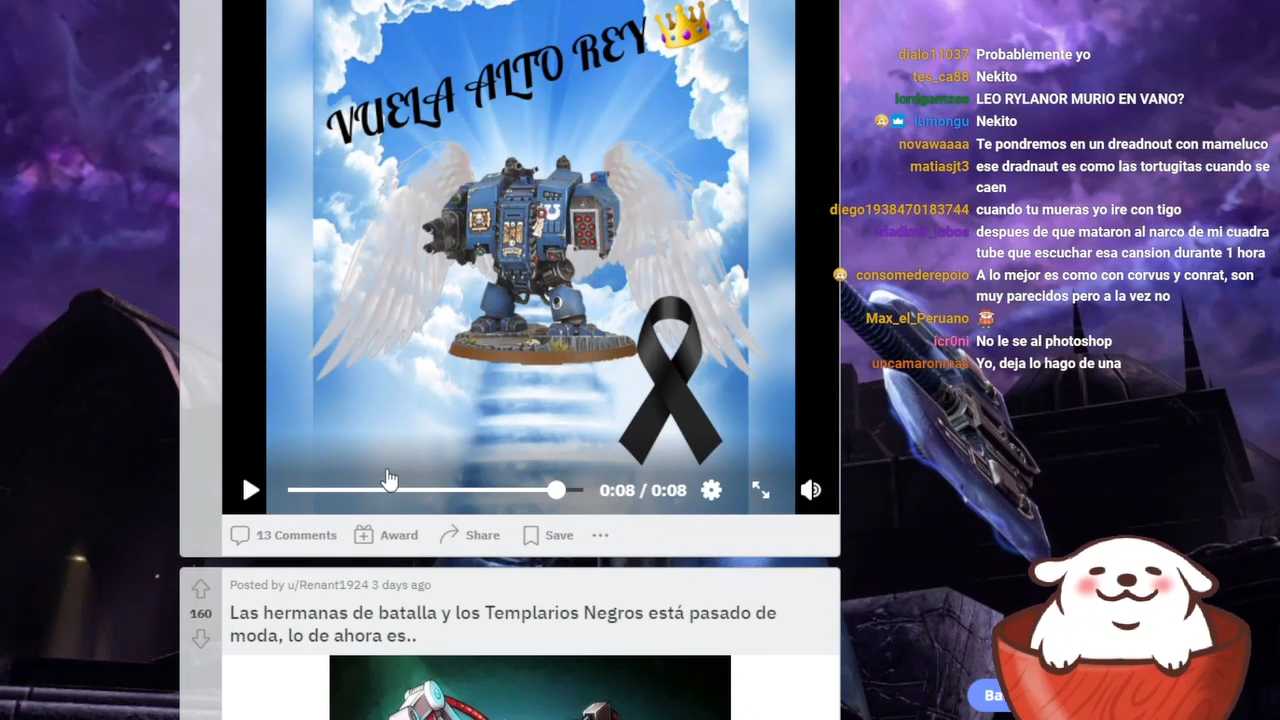 VUELA ALTO REY
0:08 / 0:08
13 Comments Award Share Save
Posted by u/Renant1924 3 days ago
160
Las hermanas de batalla y los Templarios Negros está pasado de
moda, lo de ahora es..
dialo11037 Probablemente yo
tes_ca88 Nekito
lordgamase LEO RYLANOR MURIO EN VANO?
lumongu Nekito
novawaaaa Te pondremos en un dreadnout con mameluco
matiasjt3 ese dradnaut es como las tortugitas cuando se
caen
diego1938470183744 cuando tu mueras yo ire con tigo
despues de que mataron al narco de mi cuadra
tube que escuchar esa cansion durante 1 hora
consomederepoio A lo mejor es como con corvus y conrat, son
muy parecidos pero a la vez no
Max_el_Peruano
icr0ni No le se al photoshop
uncamaronmas Yo, deja lo hago de una
Ba